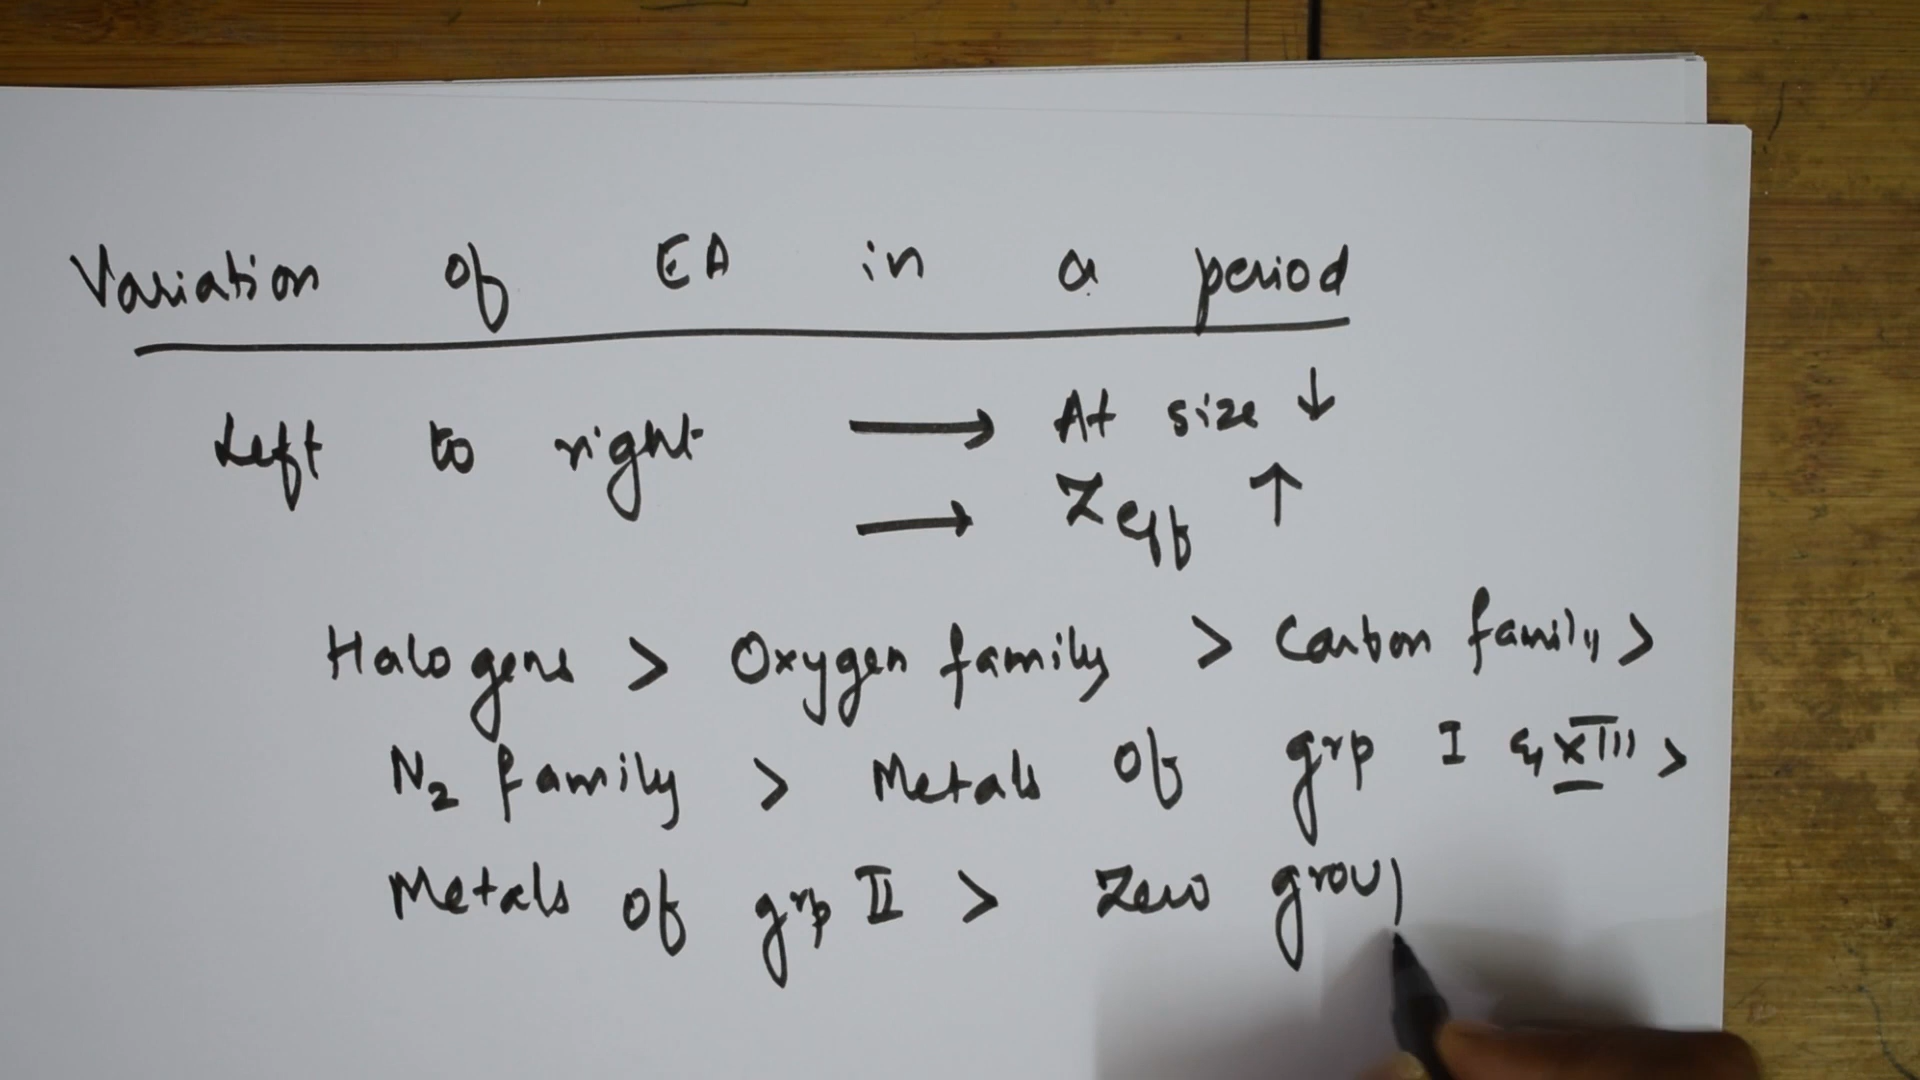 Variation of EA in a period
Left to right → At size ↓
→ Zeff ↑
Halogens > Oxygen family > Carbon family >
N₂ family > Metals of grp I & XIII >
Metals of grp II > Zero group